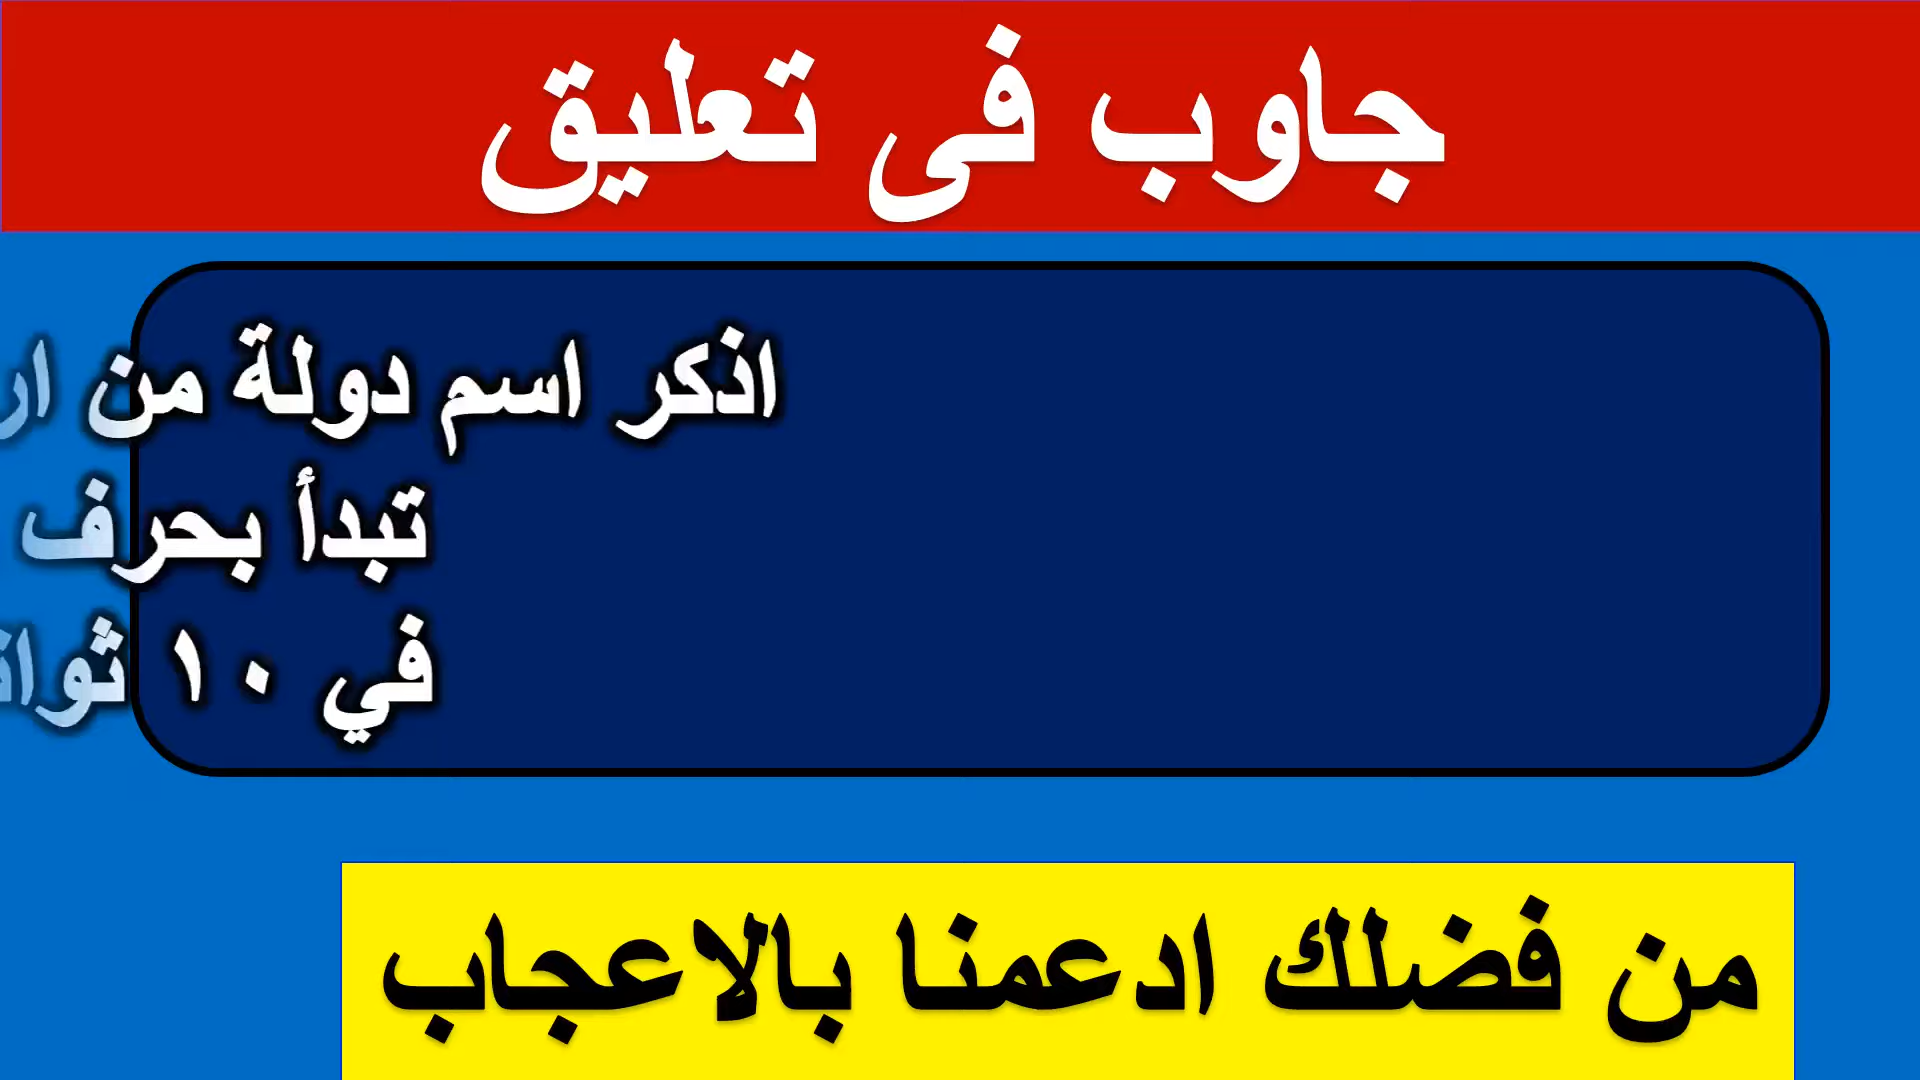 جاوب فى تعليق
اذكر اسم دولة من
تبدأ بحرف
في ١٠
من فضلك ادعمنا بالاعجاب